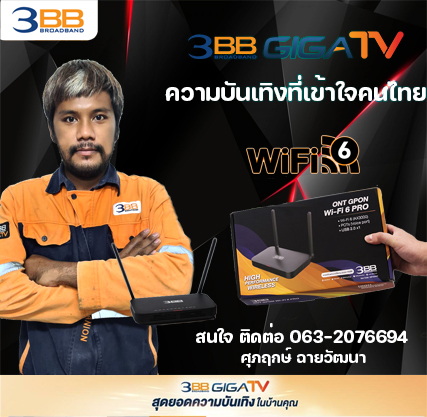 3BB
BROADBAND
3BB GIGATV
BROADBAND
ความบันเทิงที่เข้าใจคนไทย
WiFi 6
3BB
ONT GPON
Wi-Fi 6 PRO
HIGH
PERFORMANCE
WIRELESS
3BB
สนใจ ติดต่อ 063-2076694
ศุภฤกษ์ ฉายวัฒนา
3BB GIGATV
สุดยอดความบันเทิง ในบ้านคุณ